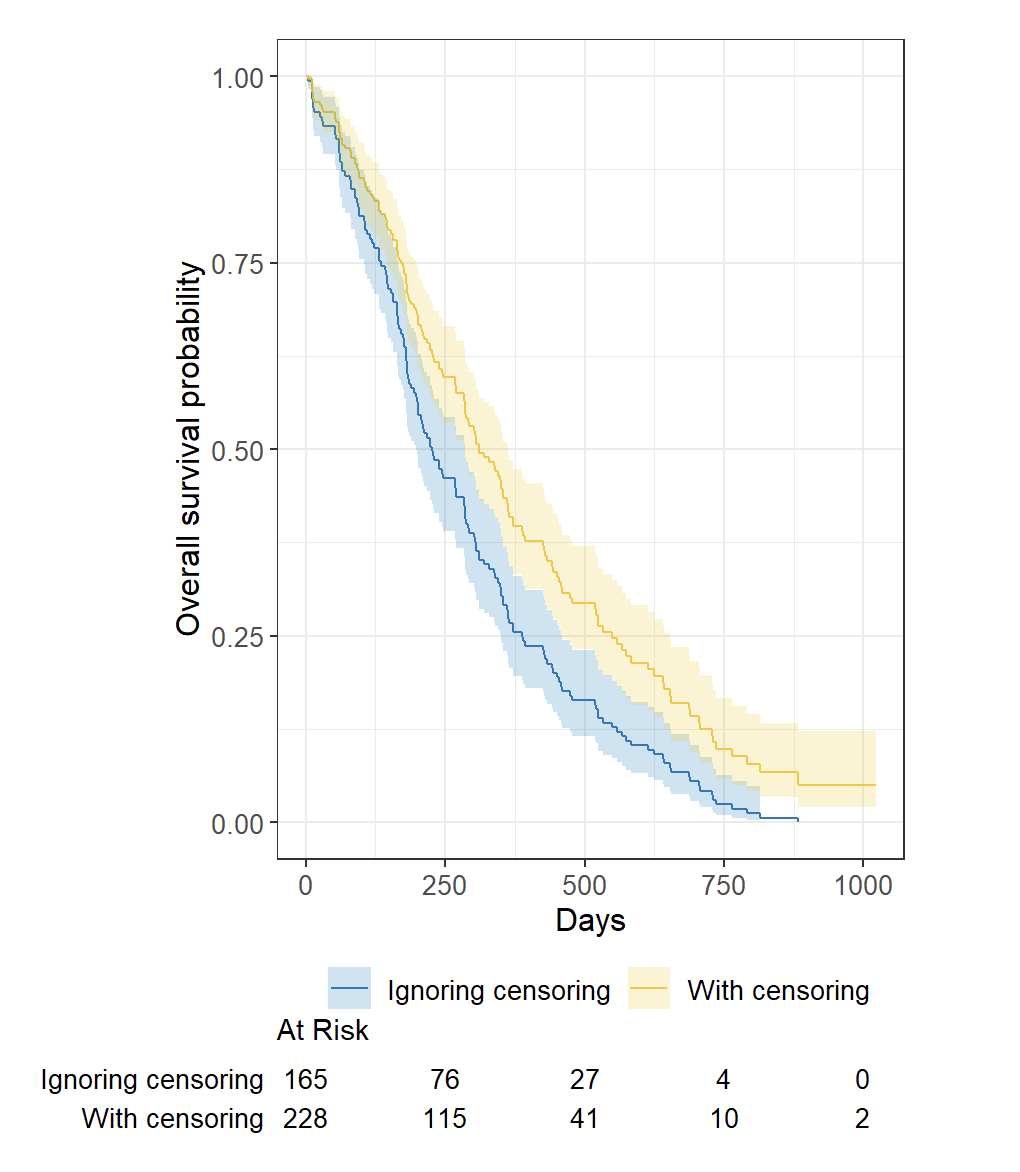 Overall survival probability
1.00
0.75
0.50
0.25
0.00
0 250 500 750 1000
Days
Ignoring censoring With censoring
At Risk
Ignoring censoring 165 76 27 4 0
With censoring 228 115 41 10 2